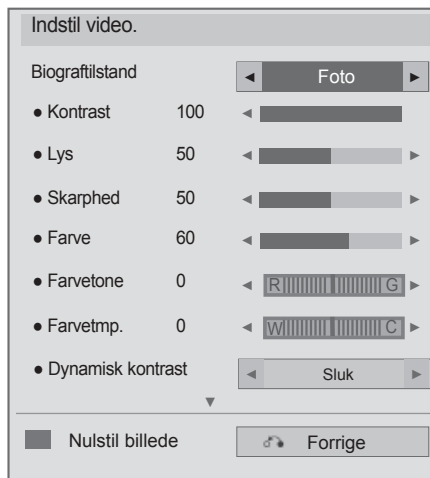 Indstil video.
Biograftilstand ◄ Foto ►
● Kontrast 100 ◄
● Lys 50 ◄ ►
● Skarphed 50 ◄ ►
● Farve 60 ◄ ►
● Farvetone 0 ◄ R G ►
● Farvetmp. 0 ◄ W C ►
● Dynamisk kontrast ◄ Sluk ►
▼
Nulstil billede Forrige